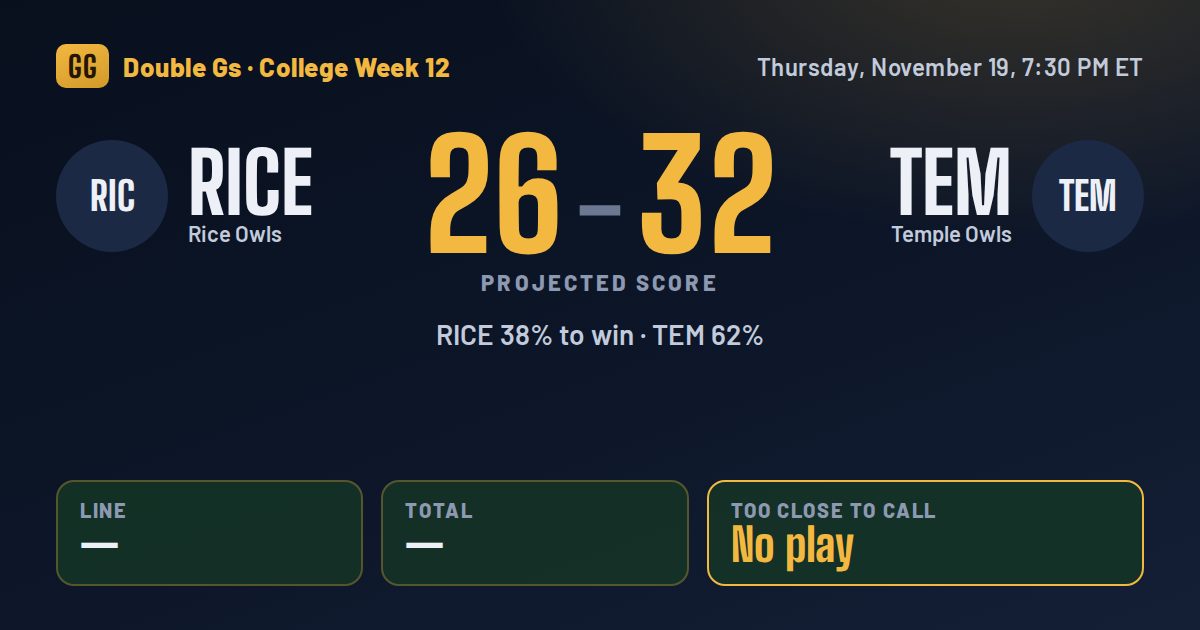 GG Double Gs · College Week 12
Thursday, November 19, 7:30 PM ET
RIC
RICE
Rice Owls
26 – 32
PROJECTED SCORE
RICE 38% to win · TEM 62%
TEM
Temple Owls
TEM
LINE
—
TOTAL
—
TOO CLOSE TO CALL
No play